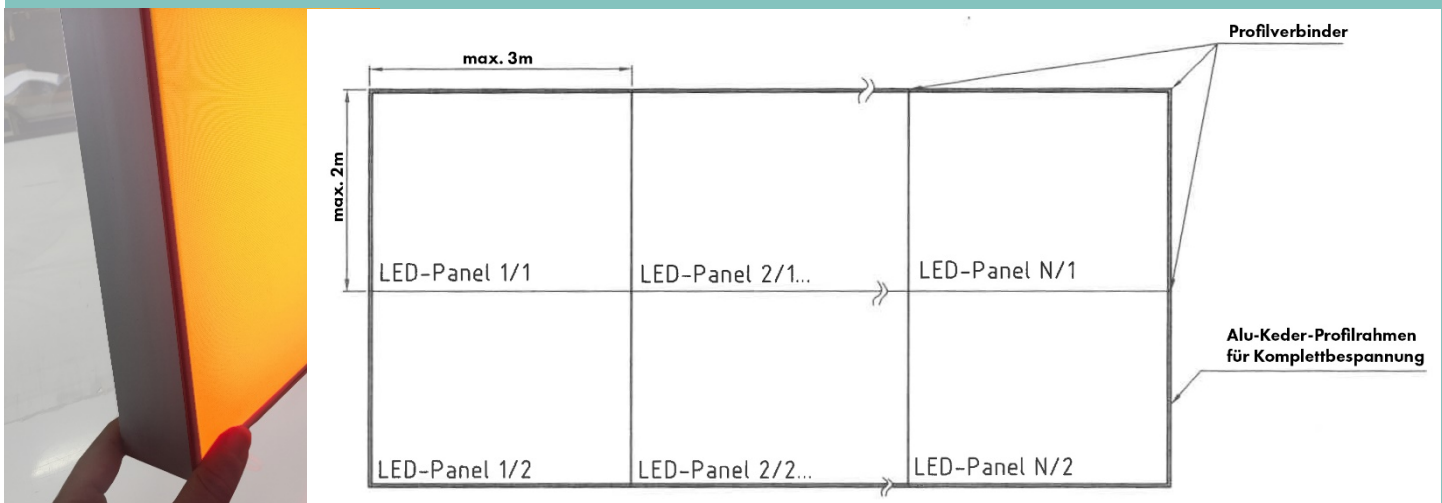 Profilverbinder
max. 3m
max. 2m
LED-Panel 1/1
LED-Panel 2/1...
LED-Panel N/1
Alu-Keder-Profilrahmen
für Komplettbespannung
LED-Panel 1/2
LED-Panel 2/2...
LED-Panel N/2